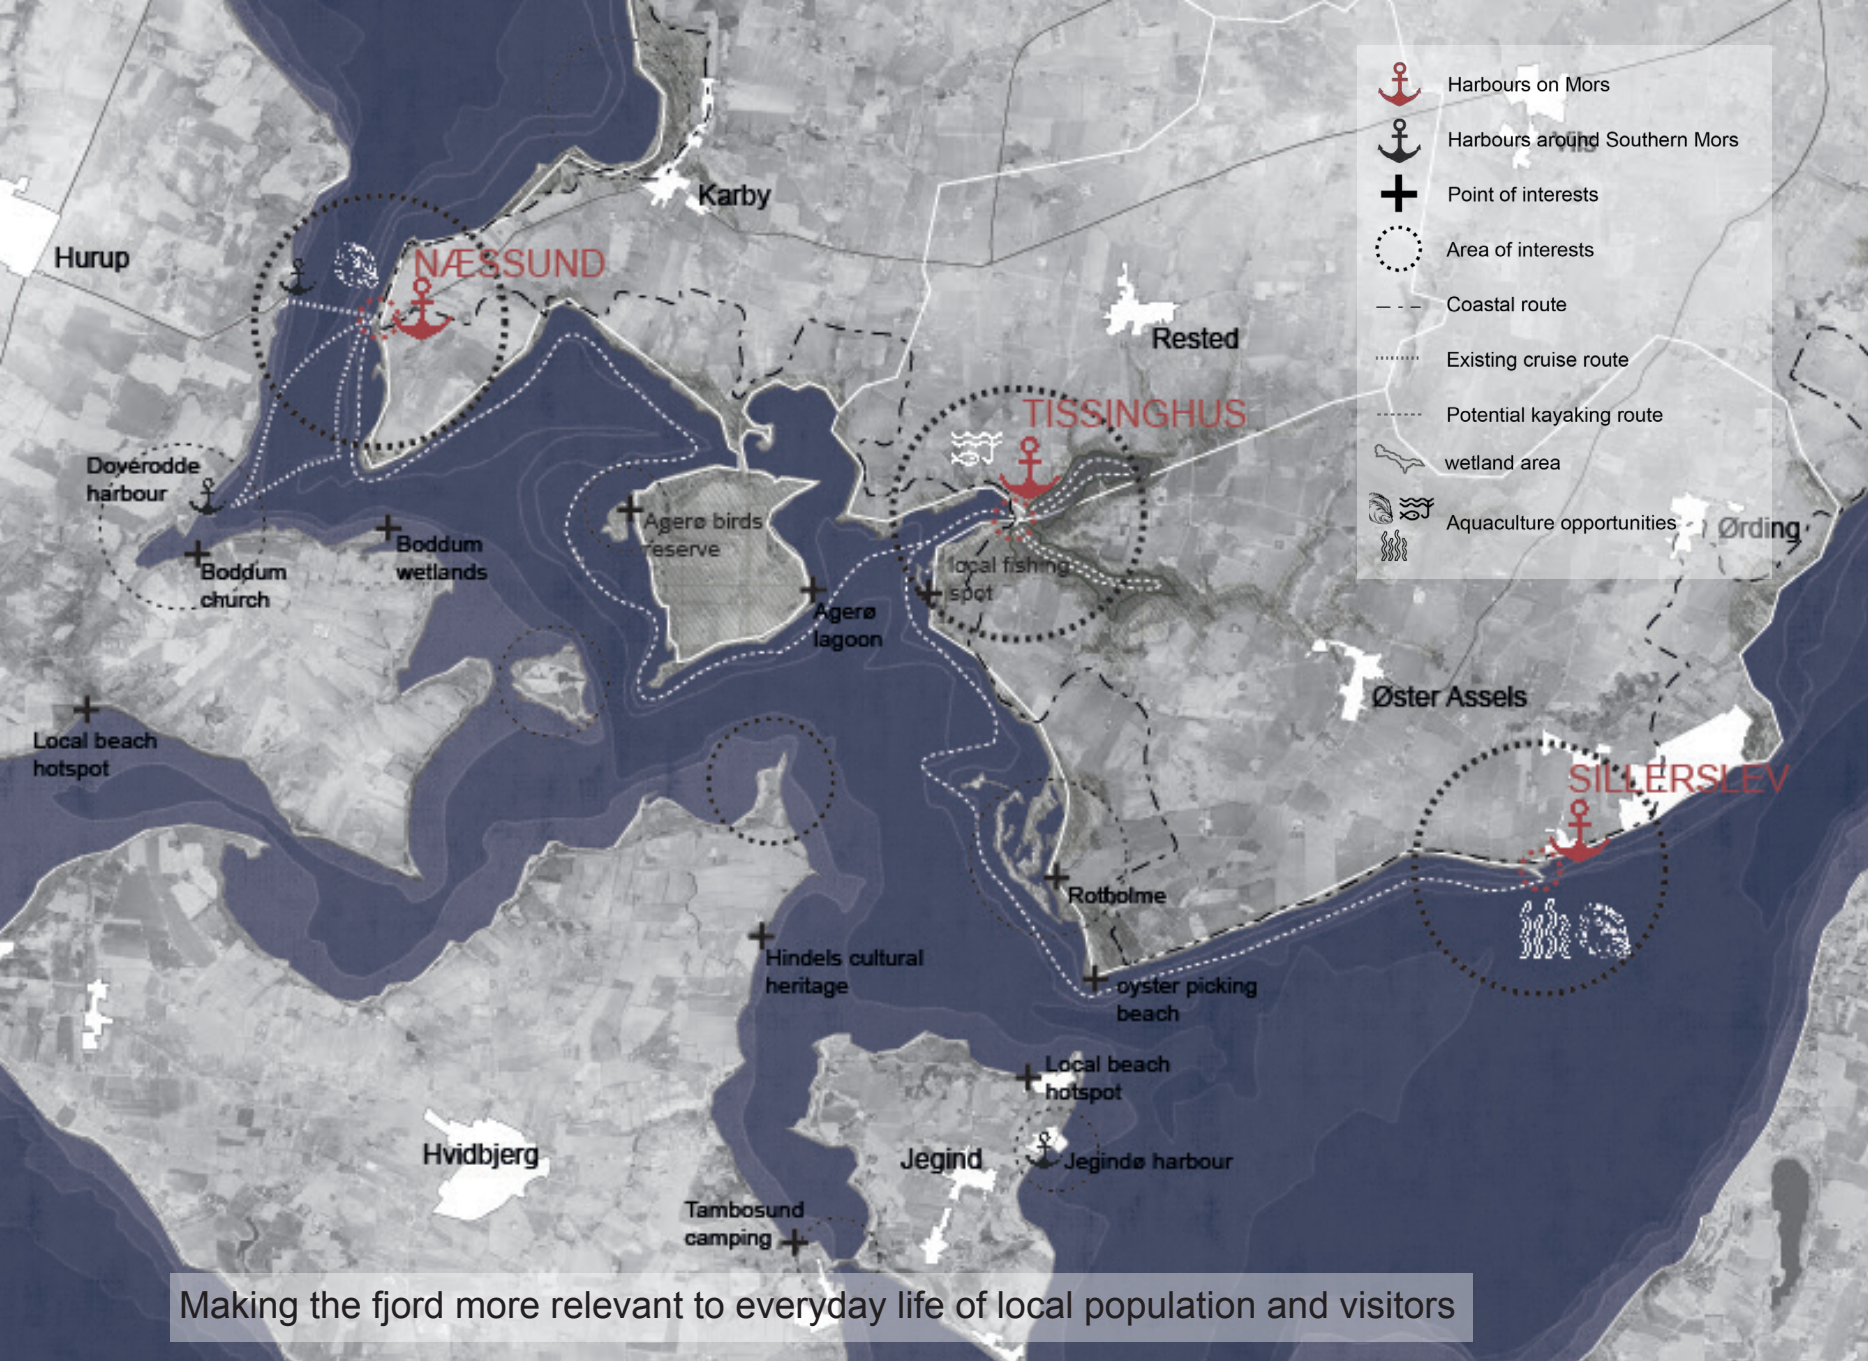 Harbours on Mors
Harbours around Southern Mors
Point of interests
Area of interests
Coastal route
Existing cruise route
Potential kayaking route
wetland area
Aquaculture opportunities
Vils
Karby
Hurup
NÆSSUND
Rested
TISSINGHUS
Doverodde
harbour
Agerø birds
reserve
Ørding
Boddum
wetlands
Boddum
church
local fishing
spot
Agerø
lagoon
Øster Assels
Local beach
hotspot
SILLERSLEV
Rotholme
Hindels cultural
heritage
oyster picking
beach
Local beach
hotspot
Hvidbjerg
Jegind
Jegindø harbour
Tambosund
camping
Making the fjord more relevant to everyday life of local population and visitors